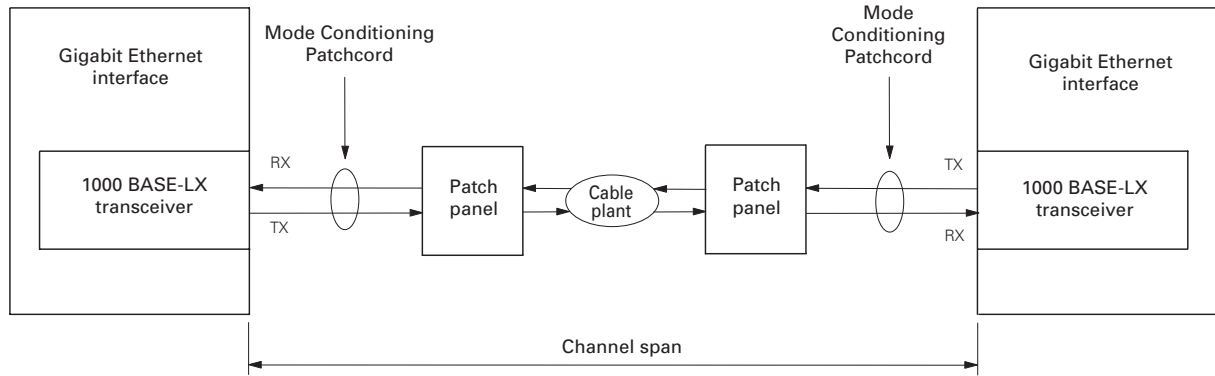 Gigabit Ethernet
interface
Mode Conditioning
Patchcord
Mode
Conditioning
Patchcord
Gigabit Ethernet
interface
1000 BASE-LX
transceiver
RX
TX
Patch
panel
Cable
plant
Patch
panel
TX
RX
1000 BASE-LX
transceiver
Channel span